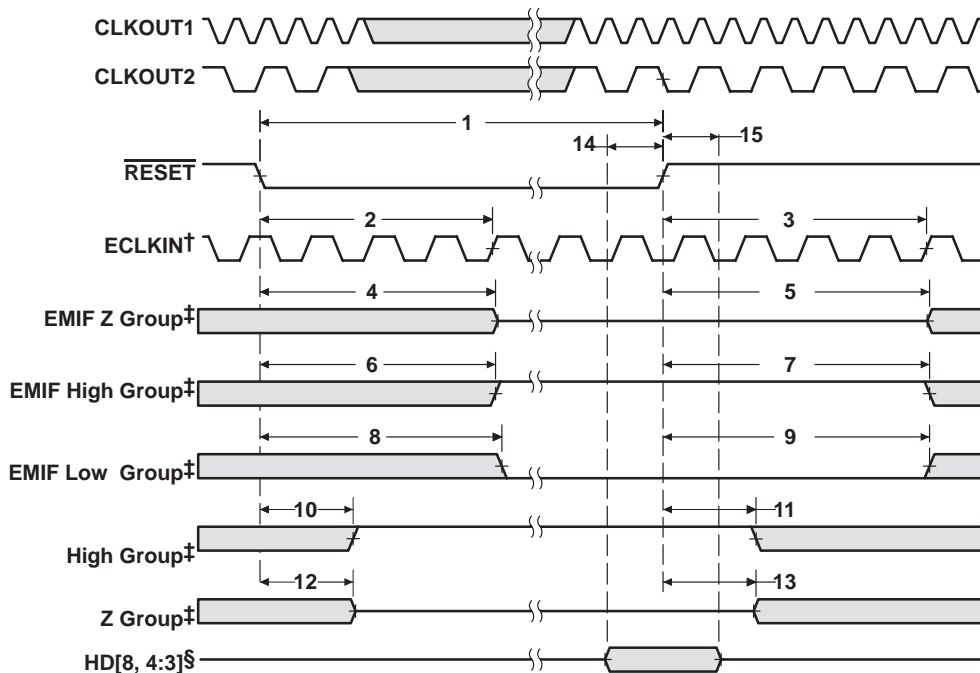 CLKOUT1
CLKOUT2
1
14
15
RESET
2
3
ECLKIN†
4
5
EMIF Z Group‡
6
7
EMIF High Group‡
8
9
EMIF Low Group‡
10
11
High Group‡
12
13
Z Group‡
HD[8, 4:3]§